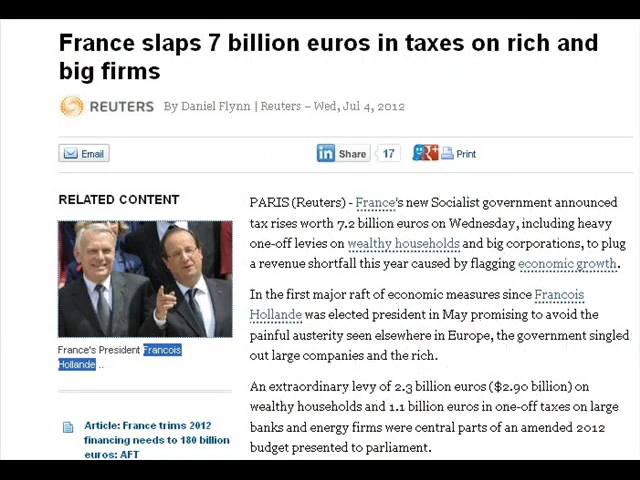 France slaps 7 billion euros in taxes on rich and
big firms
REUTERS By Daniel Flynn | Reuters – Wed, Jul 4, 2012
Email
Share
17
Print
RELATED CONTENT
France's President Francois
Hollande ..
Article: France trims 2012
financing needs to 180 billion
euros: AFT
PARIS (Reuters) - France's new Socialist government announced
tax rises worth 7.2 billion euros on Wednesday, including heavy
one-off levies on wealthy households and big corporations, to plug
a revenue shortfall this year caused by flagging economic growth.
In the first major raft of economic measures since Francois
Hollande was elected president in May promising to avoid the
painful austerity seen elsewhere in Europe, the government singled
out large companies and the rich.
An extraordinary levy of 2.3 billion euros ($2.90 billion) on
wealthy households and 1.1 billion euros in one-off taxes on large
banks and energy firms were central parts of an amended 2012
budget presented to parliament.